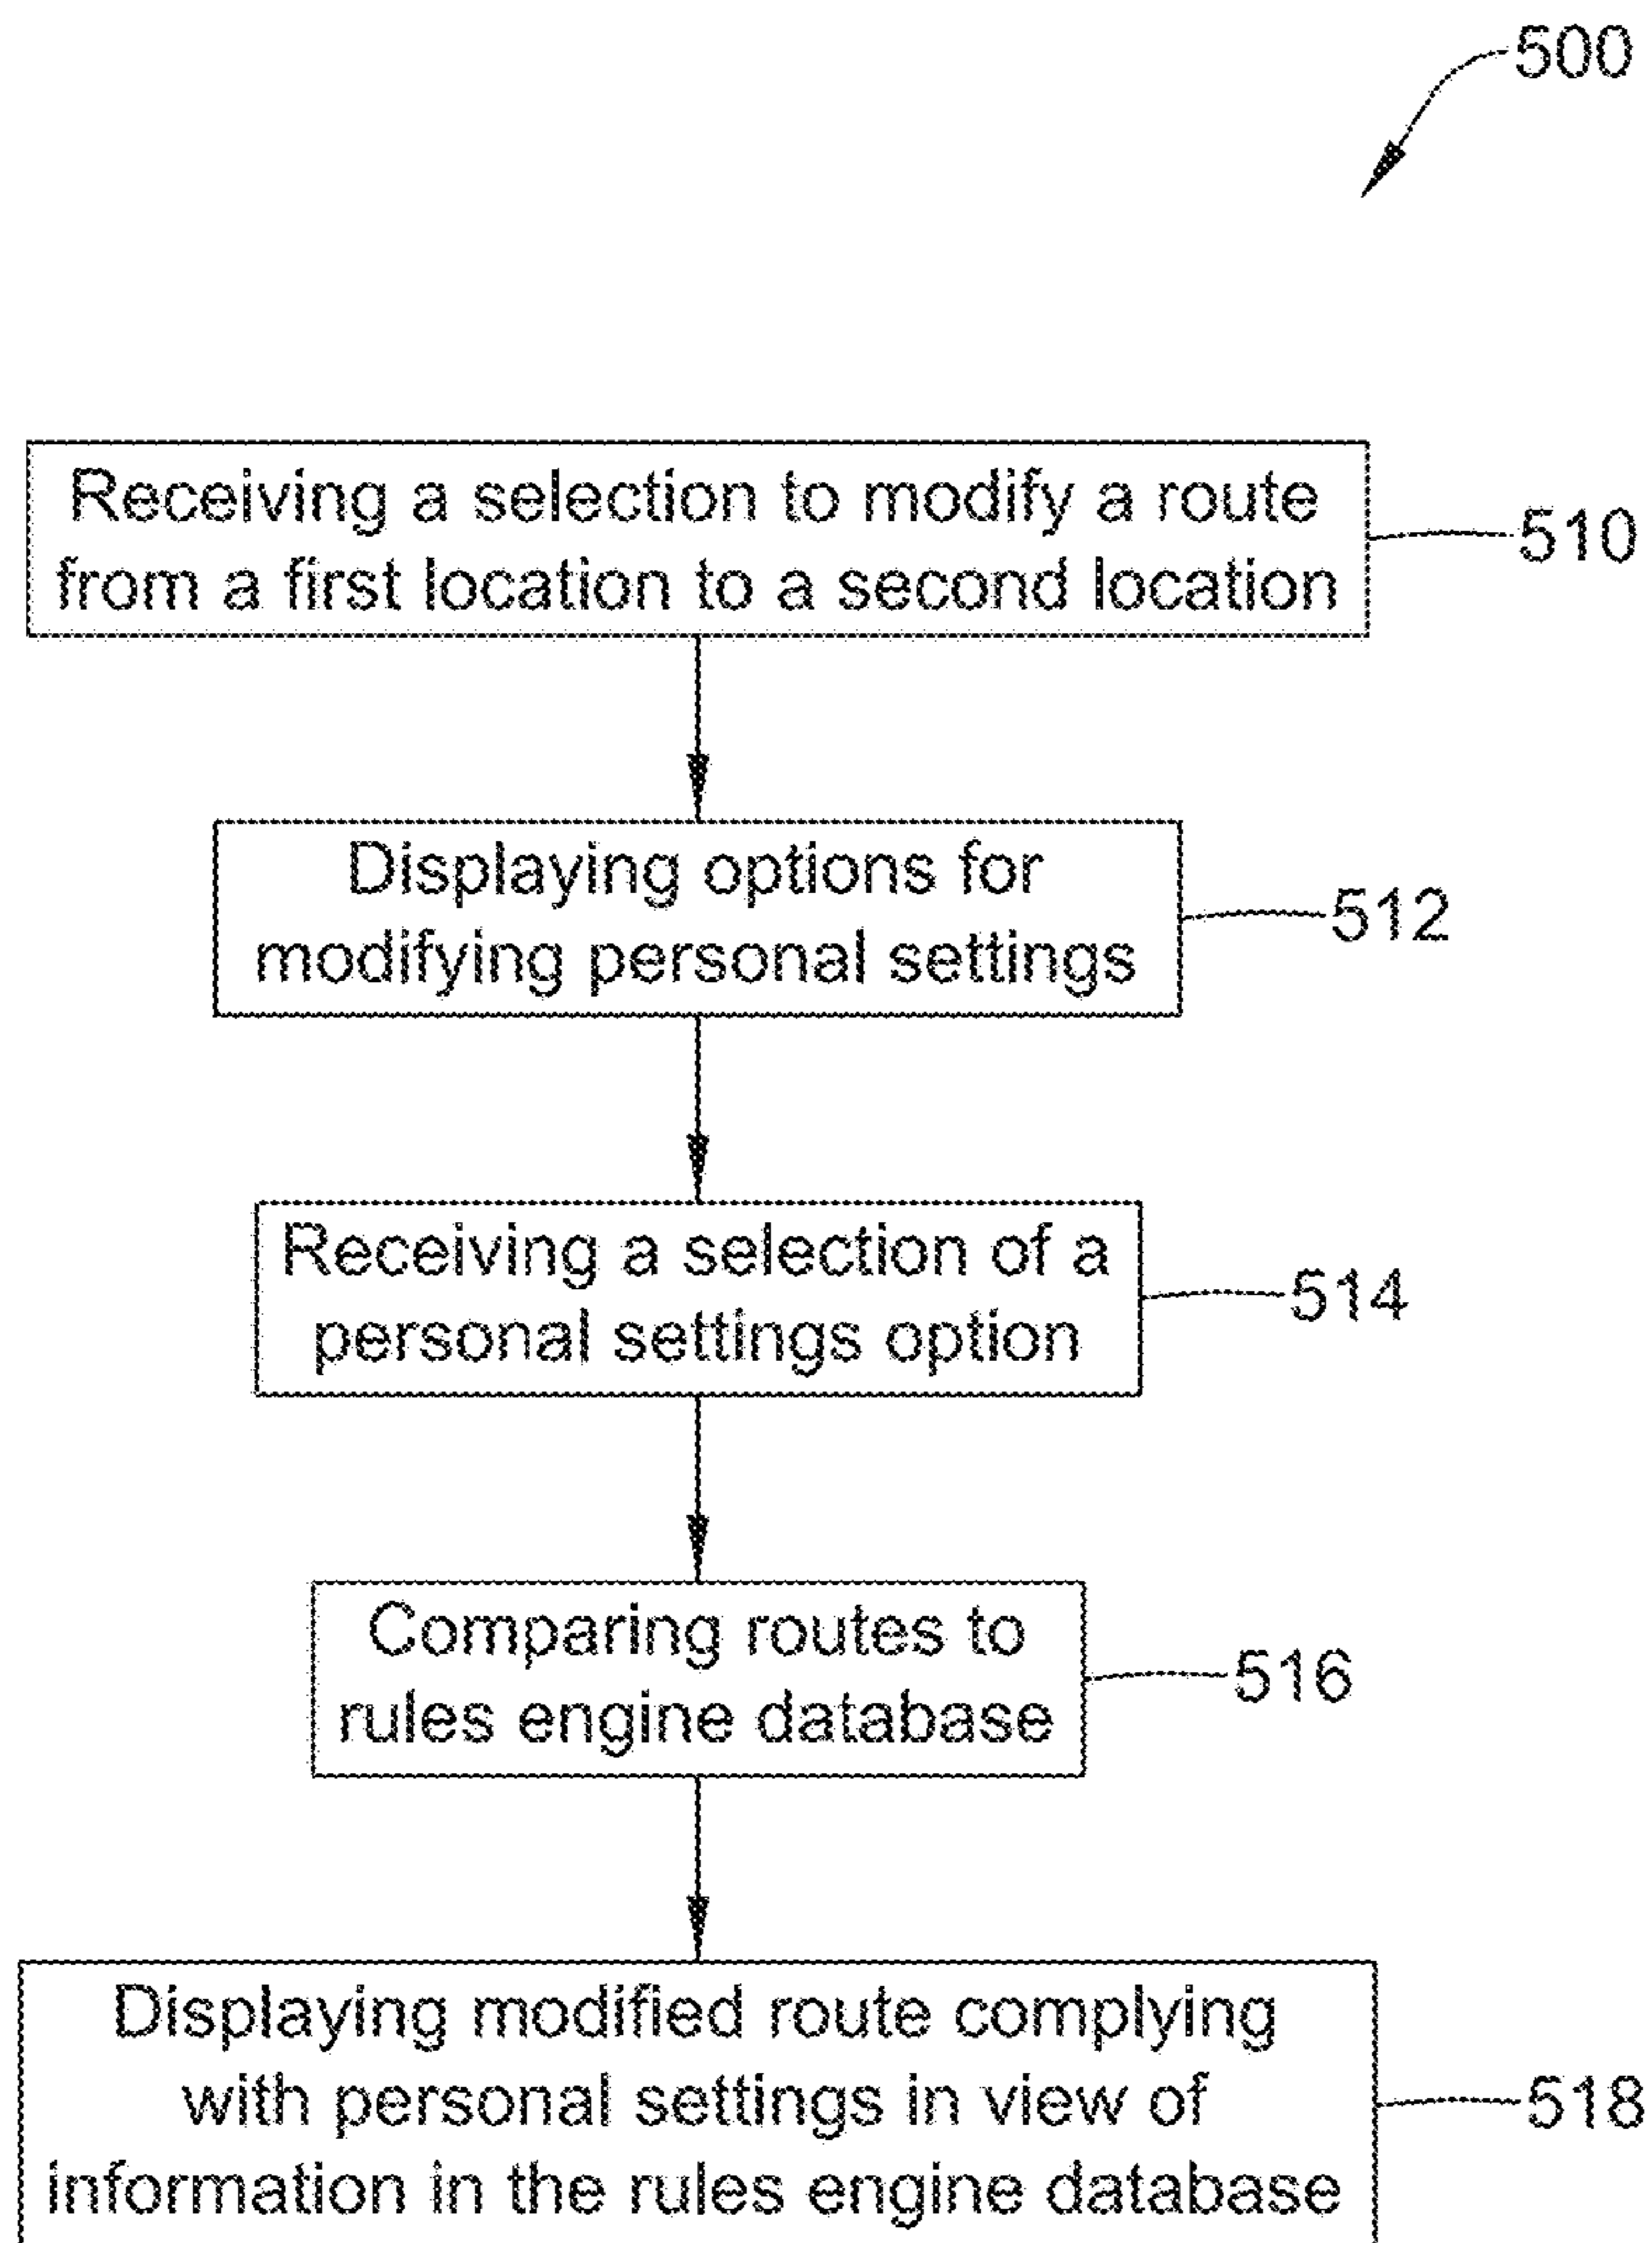 500
Receiving a selection to modify a route
from a first location to a second location
510
Displaying options for
modifying personal settings
512
Receiving a selection of a
personal settings option
514
Comparing routes to
rules engine database
516
Displaying modified route complying
with personal settings in view of
information in the rules engine database
518